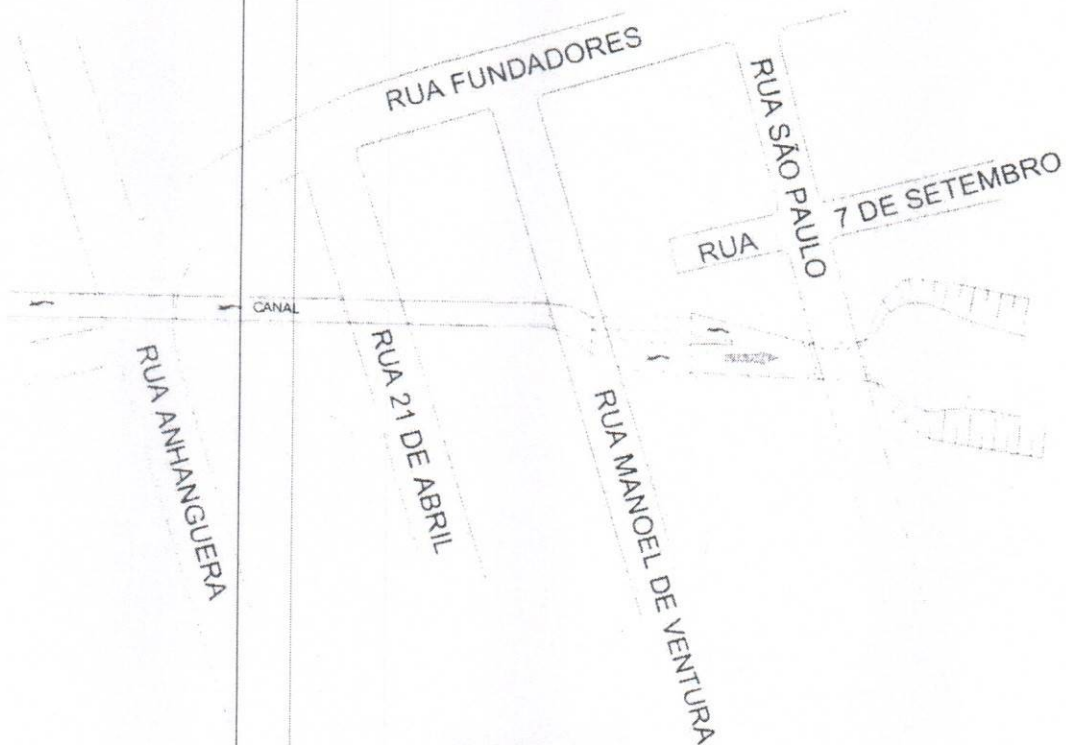 RUA FUNDADORES
RUA SÃO PAULO
RUA 7 DE SETEMBRO
CANAL
RUA ANHANGUERA
RUA 21 DE ABRIL
RUA MANOEL DE VENTURA